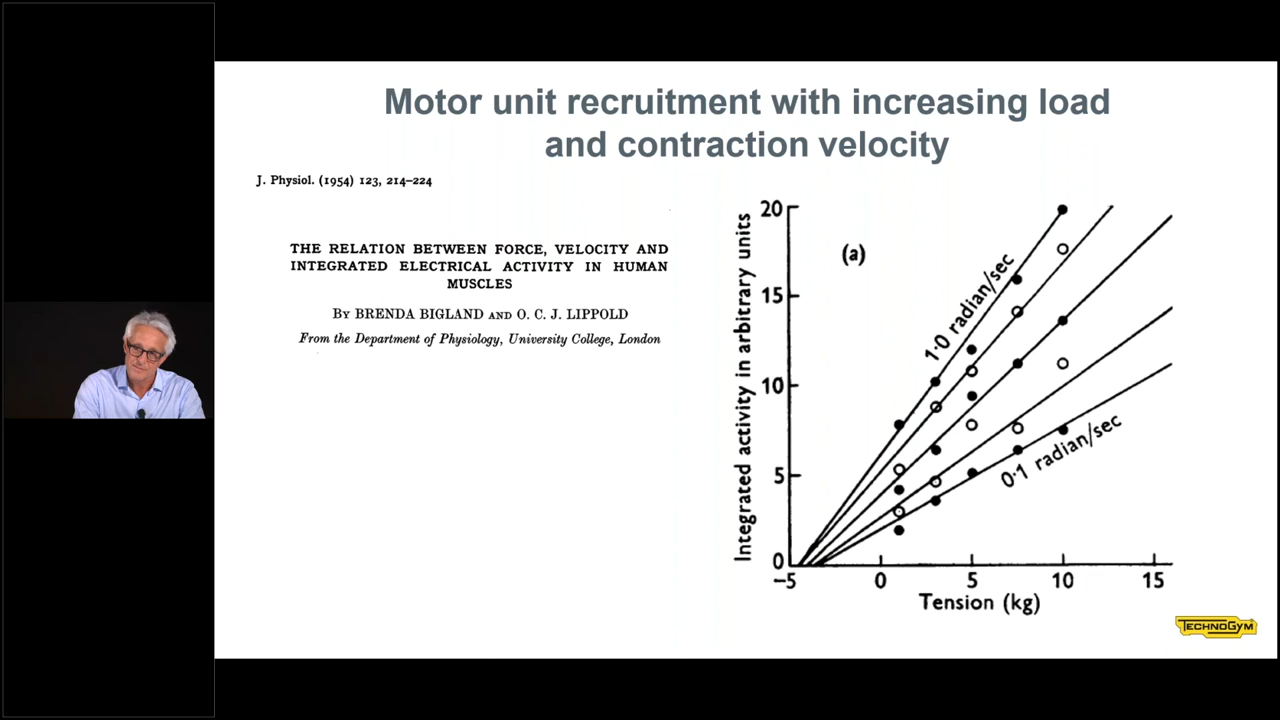 Motor unit recruitment with increasing load
and contraction velocity
J. Physiol. (1954) 123, 214–224
THE RELATION BETWEEN FORCE, VELOCITY AND
INTEGRATED ELECTRICAL ACTIVITY IN HUMAN
MUSCLES
By BRENDA BIGLAND AND O. C. J. LIPPOLD
From the Department of Physiology, University College, London
Integrated activity in arbitrary units
20
15
10
5
0
(a)
1·0 radian/sec
0·1 radian/sec
–5
0
5
10
15
Tension (kg)
TECHNOGYM